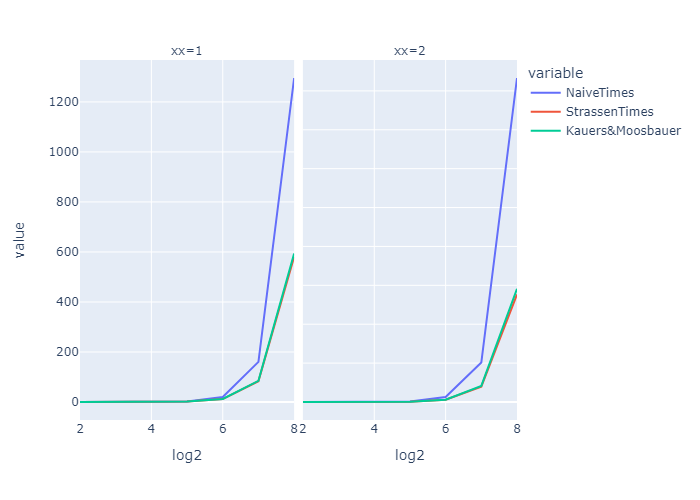 xx=1
xx=2
variable
NaiveTimes
StrassenTimes
Kauers&Moosbauer
value
1200
1000
800
600
400
200
0
2 4 6 8
2 4 6 8
log2
log2